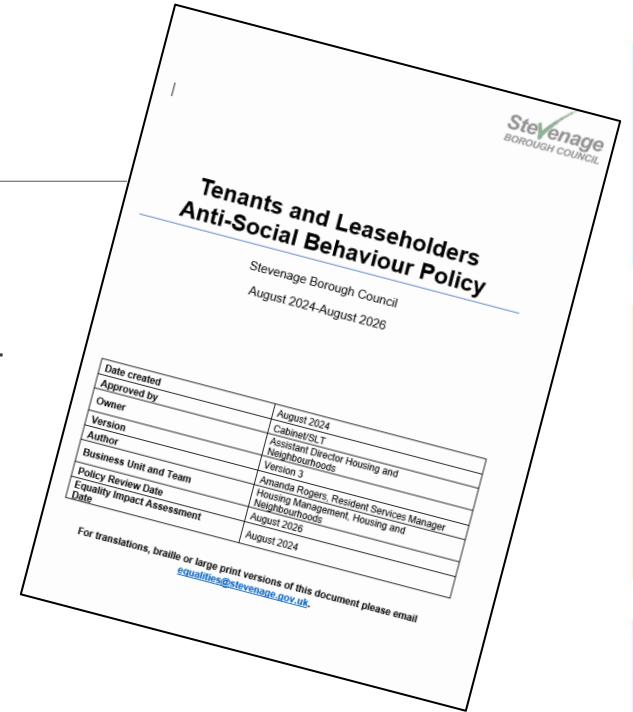 Stevenage
BOROUGH COUNCIL
Tenants and Leaseholders
Anti-Social Behaviour Policy
Stevenage Borough Council
August 2024-August 2026
Date created August 2024
Approved by Cabinet/SLT
Owner Assistant Director Housing and
Neighbourhoods
Version Version 3
Author Amanda Rogers, Resident Services Manager
Business Unit and Team Housing Management, Housing and
Neighbourhoods
Policy Review Date August 2026
Equality Impact Assessment August 2024
Date
For translations, braille or large print versions of this document please email
equalities@stevenage.gov.uk.